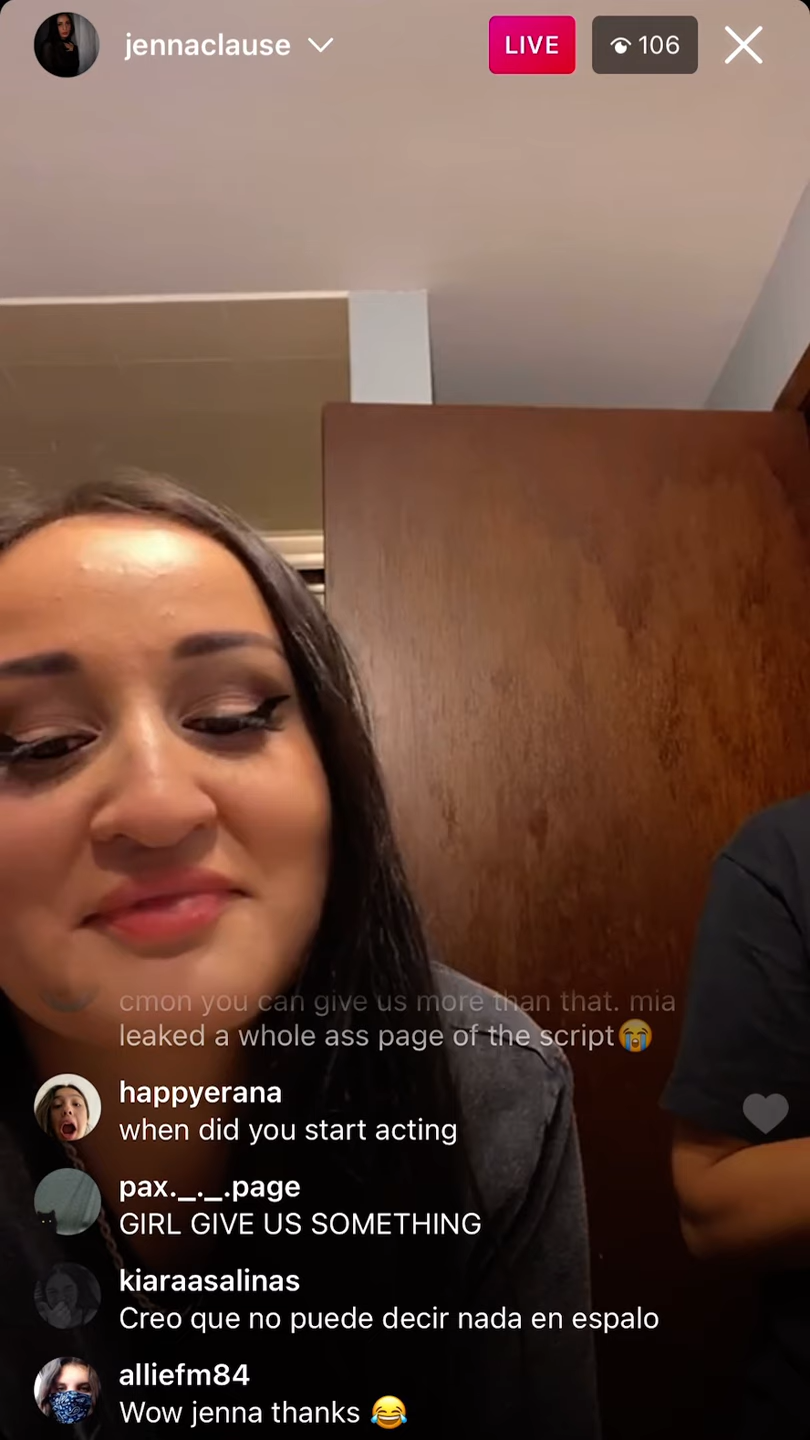 jennaclause
LIVE
106
cmon you can give us more than that. mia
leaked a whole ass page of the script😭
happyerana
when did you start acting
pax._._.page
GIRL GIVE US SOMETHING
kiaraasalinas
Creo que no puede decir nada en espalo
alliefm84
Wow jenna thanks 😂